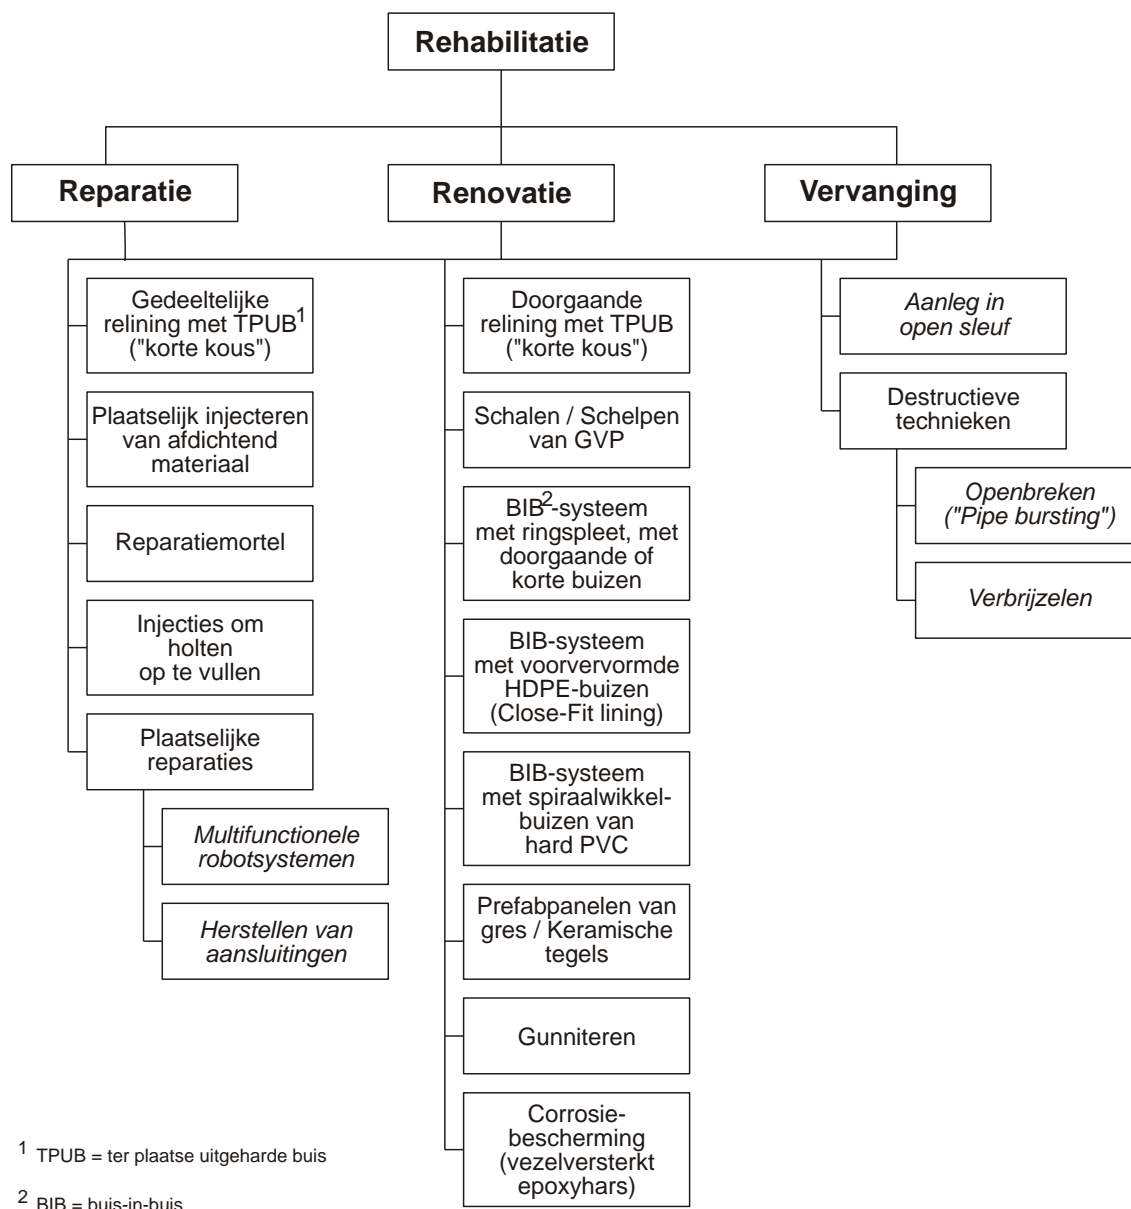 Rehabilitatie
Reparatie
Renovatie
Vervanging
Gedeeltelijke
relining met TPUB1
("korte kous")
Plaatselijk injecteren
van afdichtend
materiaal
Reparatiemortel
Injecties om
holten
op te vullen
Plaatselijke
reparaties
Multifunctionele
robotsystemen
Herstellen van
aansluitingen
Doorgaande
relining met TPUB
("korte kous")
Schalen / Schelpen
van GVP
BIB2-systeem
met ringspleet, met
doorgaande of
korte buizen
BIB-systeem
met voorvervormde
HDPE-buizen
(Close-Fit lining)
BIB-systeem
met spiraalwikkel-
buizen van
hard PVC
Prefabpanelen van
gres / Keramische
tegels
Gunniteren
Corrosie-
bescherming
(vezelversterkt
epoxyhars)
Aanleg in
open sleuf
Destructieve
technieken
Openbreken
("Pipe bursting")
Verbrijzelen
1 TPUB = ter plaatse uitgeharde buis
2 BIB = buis-in-buis